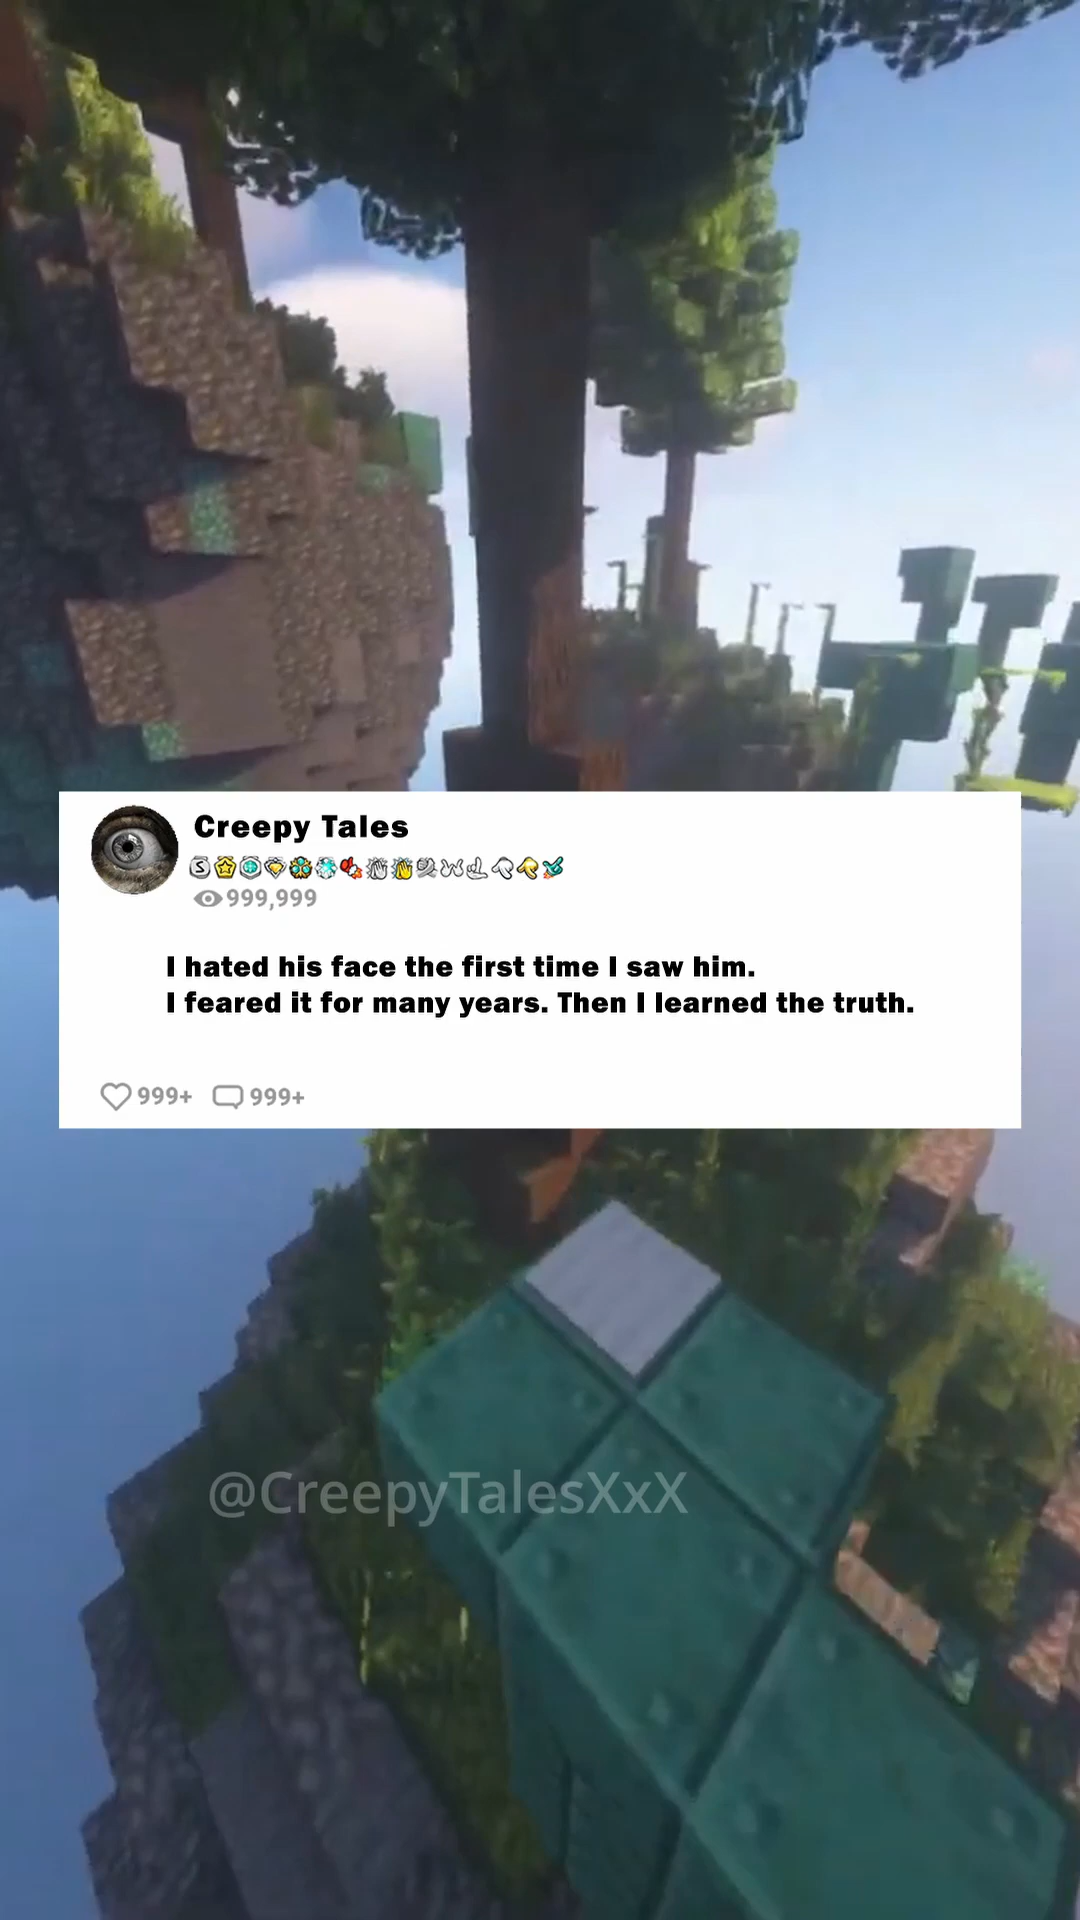 Creepy Tales
999,999
I hated his face the first time I saw him.
I feared it for many years. Then I learned the truth.
999+ 999+
@CreepyTalesXxX